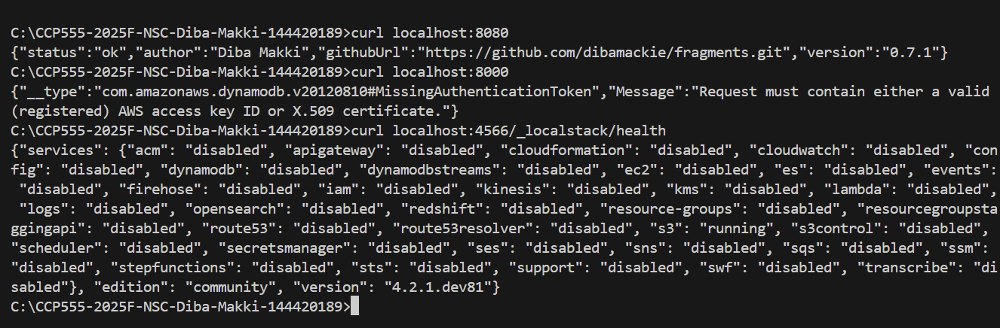 C:\CCP555-2025F-NSC-Diba-Makki-144420189>curl localhost:8080
{"status":"ok","author":"Diba Makki","githubUrl":"https://github.com/dibamackie/fragments.git","version":"0.7.1"}
C:\CCP555-2025F-NSC-Diba-Makki-144420189>curl localhost:8000
{"__type":"com.amazonaws.dynamodb.v20120810#MissingAuthenticationToken","Message":"Request must contain either a valid
(registered) AWS access key ID or X.509 certificate."}
C:\CCP555-2025F-NSC-Diba-Makki-144420189>curl localhost:4566/_localstack/health
{"services": {"acm": "disabled", "apigateway": "disabled", "cloudformation": "disabled", "cloudwatch": "disabled", "con
fig": "disabled", "dynamodb": "disabled", "dynamodbstreams": "disabled", "ec2": "disabled", "es": "disabled", "events":
 "disabled", "firehose": "disabled", "iam": "disabled", "kinesis": "disabled", "kms": "disabled", "lambda": "disabled",
 "logs": "disabled", "opensearch": "disabled", "redshift": "disabled", "resource-groups": "disabled", "resourcegroupsta
ggingapi": "disabled", "route53": "disabled", "route53resolver": "disabled", "s3": "running", "s3control": "disabled",
"scheduler": "disabled", "secretsmanager": "disabled", "ses": "disabled", "sns": "disabled", "sqs": "disabled", "ssm":
"disabled", "stepfunctions": "disabled", "sts": "disabled", "support": "disabled", "swf": "disabled", "transcribe": "di
sabled"}, "edition": "community", "version": "4.2.1.dev81"}
C:\CCP555-2025F-NSC-Diba-Makki-144420189>